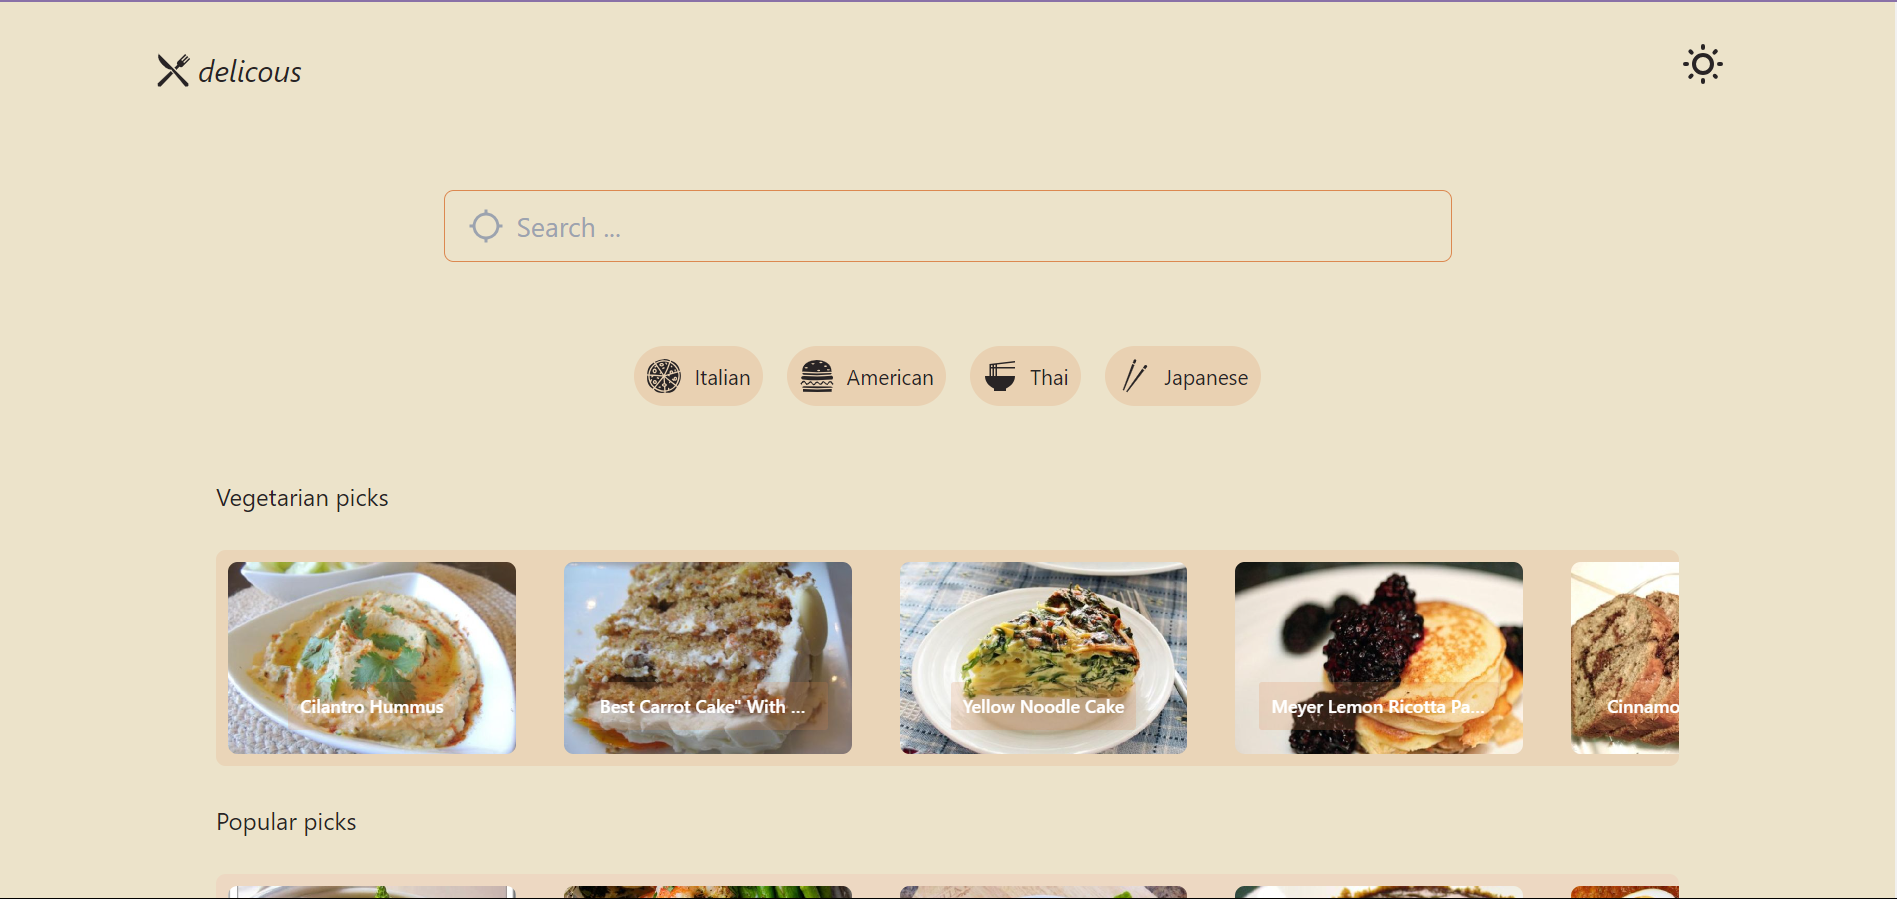 delicous
Search ...
Italian
American
Thai
Japanese
Vegetarian picks
Cilantro Hummus
Best Carrot Cake" With ...
Yellow Noodle Cake
Meyer Lemon Ricotta Pa...
Cinnamo
Popular picks